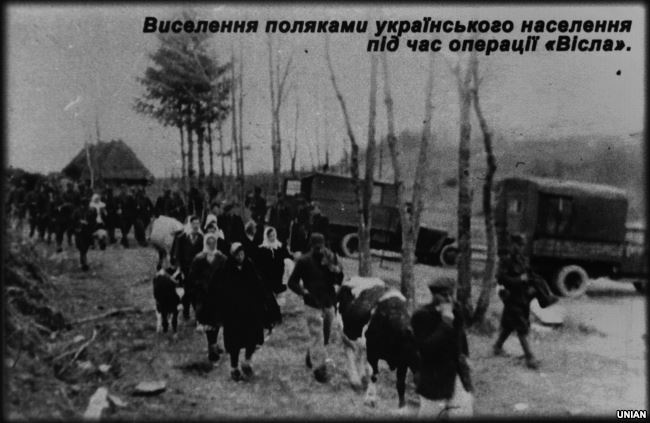 Виселення поляками українського населення
під час операції «Вісла».
UNIAN